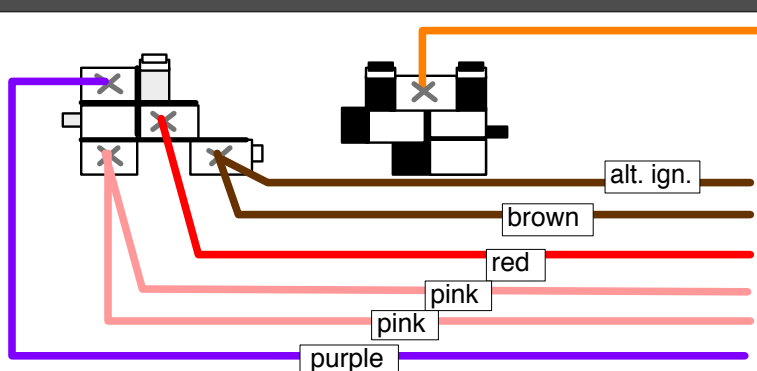 alt. ign.
brown
red
pink
pink
purple